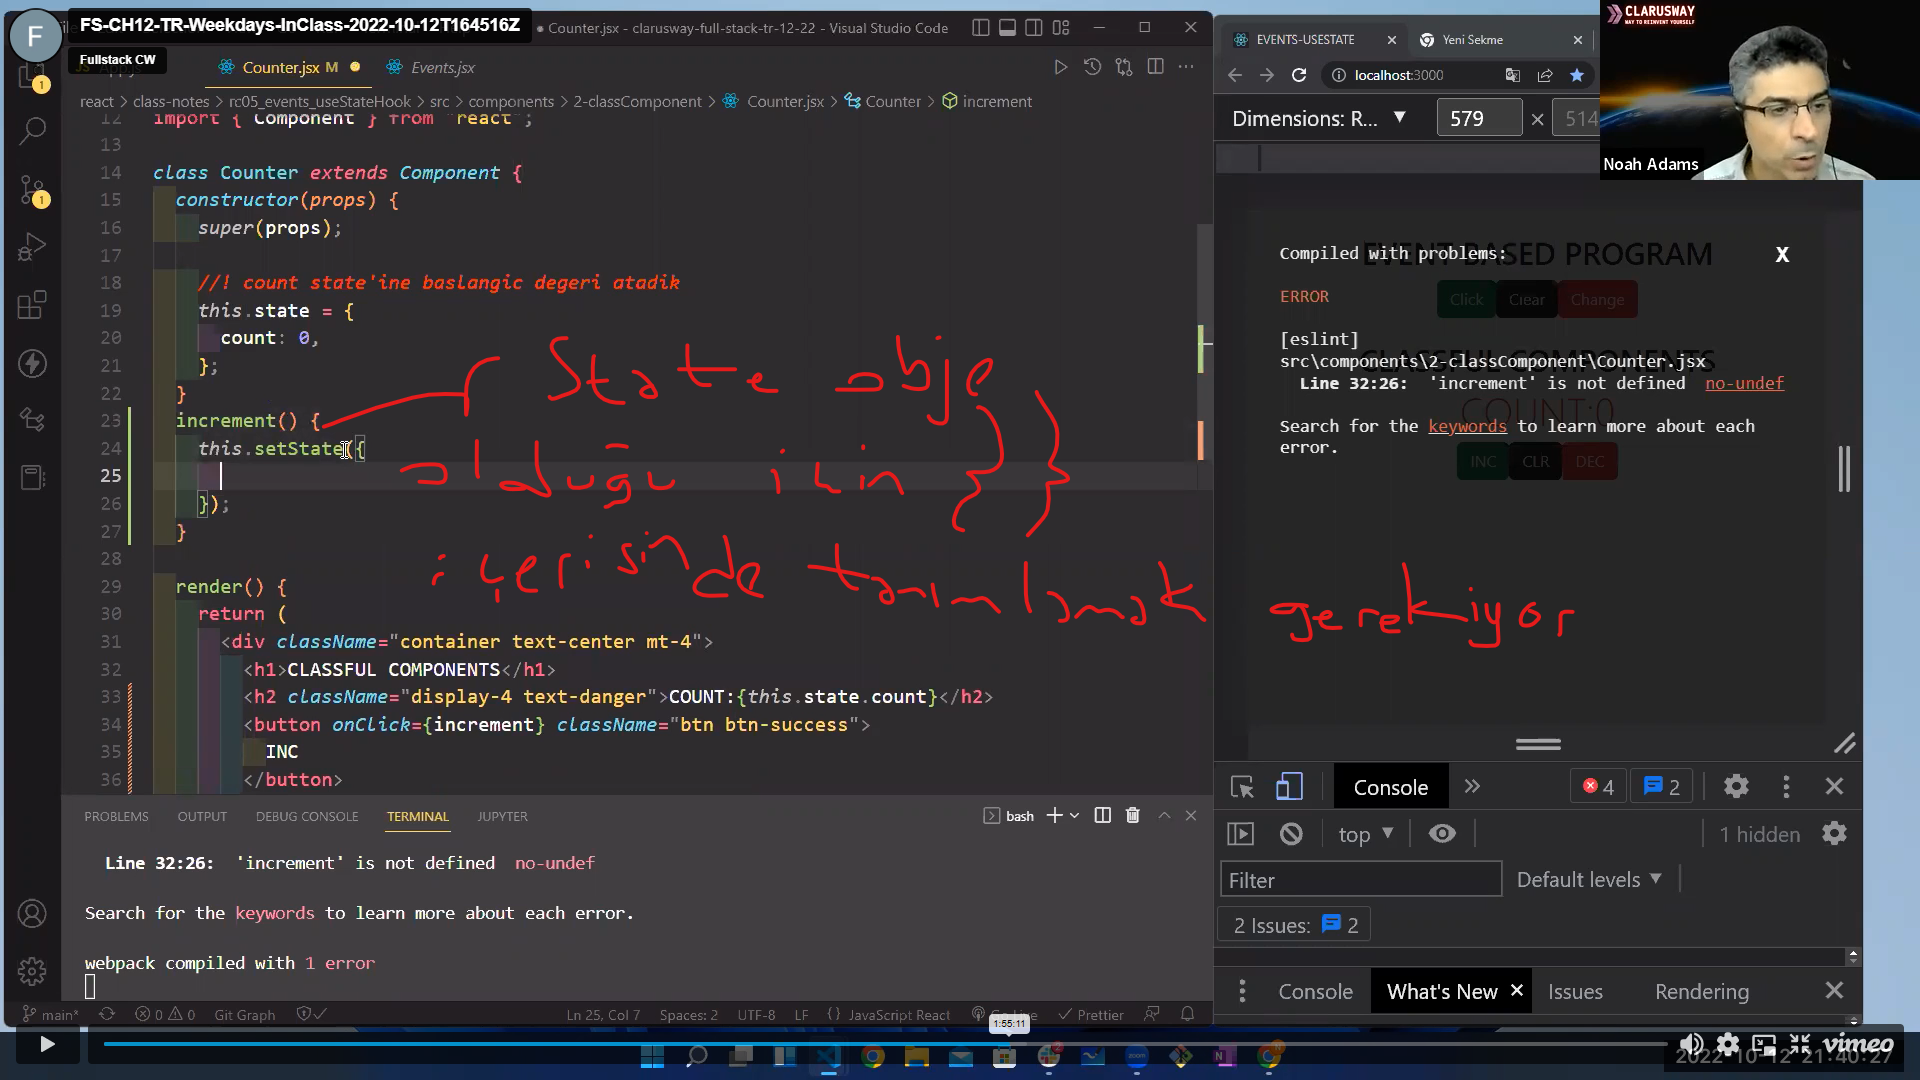 FS-CH12-TR-Weekdays-InClass-2022-10-12T164516Z
Fullstack CW
Counter.jsx - clarusway-full-stack-tr-12-22 - Visual Studio Code
Counter.jsx M
Events.jsx
react > class-notes > rc05_events_useStateHook > src > components > 2-classComponent > Counter.jsx > Counter > increment
12 import { Component } from "react";
13
14 class Counter extends Component {
15 constructor(props) {
16 super(props);
17
18 //! count state'ine baslangic degeri atadik
19 this.state = {
20 count: 0,
21 };
22 }
23 increment() {
24 this.setState({
25
26 });
27 }
28
29 render() {
30 return (
31 <div className="container text-center mt-4">
32 <h1>CLASSFUL COMPONENTS</h1>
33 <h2 className="display-4 text-danger">COUNT:{this.state.count}</h2>
34 <button onClick={increment} className="btn btn-success">
35 INC
36 </button>
State obje
olduğu için } }
içerisinde tanımlamak gerekiyor
PROBLEMS OUTPUT DEBUG CONSOLE TERMINAL JUPYTER
bash
Line 32:26: 'increment' is not defined no-undef
Search for the keywords to learn more about each error.
webpack compiled with 1 error
main* 0 0 Git Graph Ln 25, Col 7 Spaces: 2 UTF-8 LF {} JavaScript React Go Live Prettier
EVENTS-USESTATE
Yeni Sekme
localhost:3000
Dimensions: R... 579 × 514
CLARUSWAY
WAY TO REINVENT YOURSELF
Noah Adams
Compiled with problems: X
EVENT BASED PROGRAM
ERROR
Click Clear Change
[eslint]
src\components\2-classComponent\Counter.jsx
CLASSFUL COMPONENTS
Line 32:26: 'increment' is not defined no-undef
COUNT:0
Search for the keywords to learn more about each
error.
INC CLR DEC
Console 4 2
top 1 hidden
Filter Default levels
2 Issues: 2
Console What's New Issues Rendering
1:55:11
vimeo
2022-10-12 21:40:27